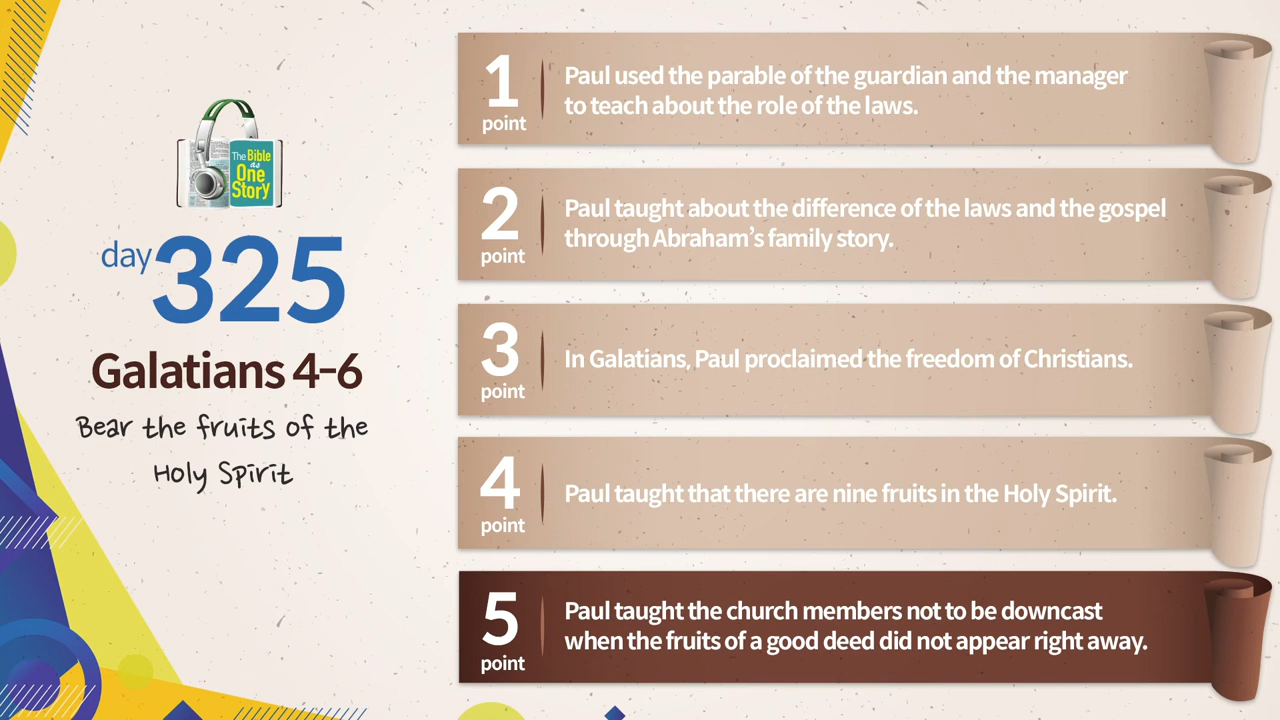 The Bible
as
One
Story
day 325
Galatians 4-6
Bear the fruits of the
Holy Spirit
1
point
Paul used the parable of the guardian and the manager
to teach about the role of the laws.
2
point
Paul taught about the difference of the laws and the gospel
through Abraham’s family story.
3
point
In Galatians, Paul proclaimed the freedom of Christians.
4
point
Paul taught that there are nine fruits in the Holy Spirit.
5
point
Paul taught the church members not to be downcast
when the fruits of a good deed did not appear right away.